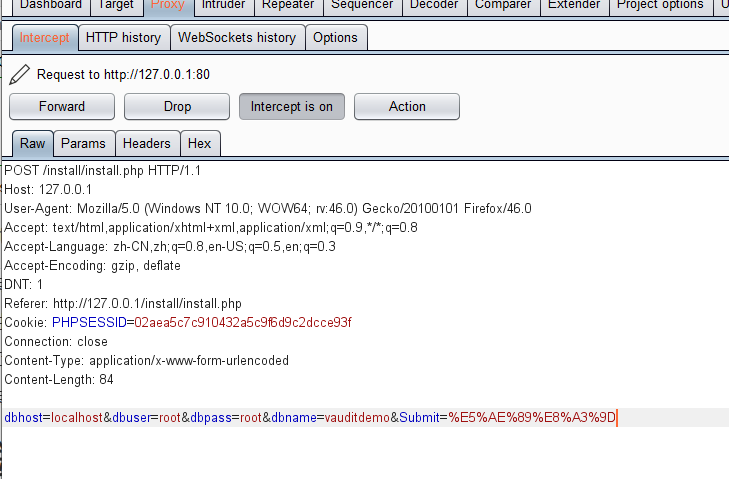 Dashboard Target Proxy Intruder Repeater Sequencer Decoder Comparer Extender Project options
Intercept HTTP history WebSockets history Options
Request to http://127.0.0.1:80
Forward Drop Intercept is on Action
Raw Params Headers Hex
POST /install/install.php HTTP/1.1
Host: 127.0.0.1
User-Agent: Mozilla/5.0 (Windows NT 10.0; WOW64; rv:46.0) Gecko/20100101 Firefox/46.0
Accept: text/html,application/xhtml+xml,application/xml;q=0.9,*/*;q=0.8
Accept-Language: zh-CN,zh;q=0.8,en-US;q=0.5,en;q=0.3
Accept-Encoding: gzip, deflate
DNT: 1
Referer: http://127.0.0.1/install/install.php
Cookie: PHPSESSID=02aea5c7c910432a5c9f6d9c2dcce93f
Connection: close
Content-Type: application/x-www-form-urlencoded
Content-Length: 84
dbhost=localhost&dbuser=root&dbpass=root&dbname=vauditdemo&Submit=%E5%AE%89%E8%A3%9D